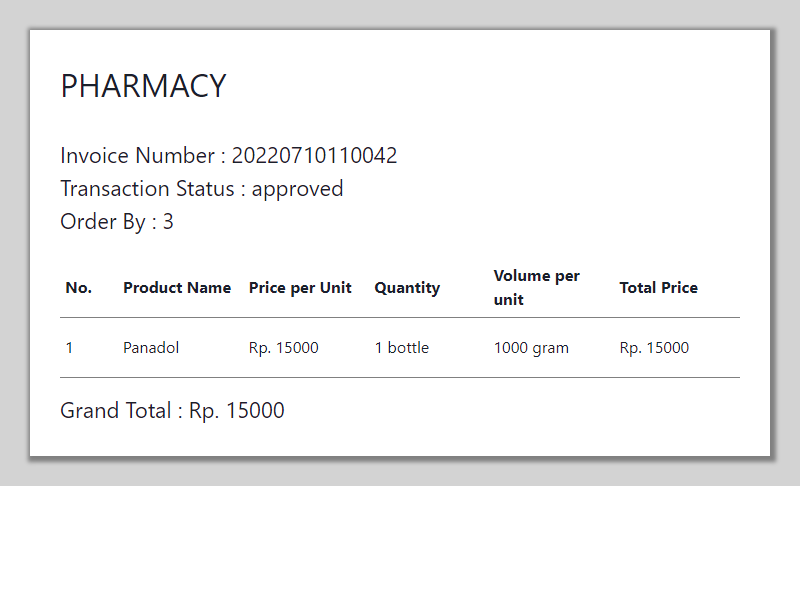 PHARMACY
Invoice Number : 20220710110042
Transaction Status : approved
Order By : 3
No. Product Name Price per Unit Quantity Volume per unit Total Price
1 Panadol Rp. 15000 1 bottle 1000 gram Rp. 15000
Grand Total : Rp. 15000